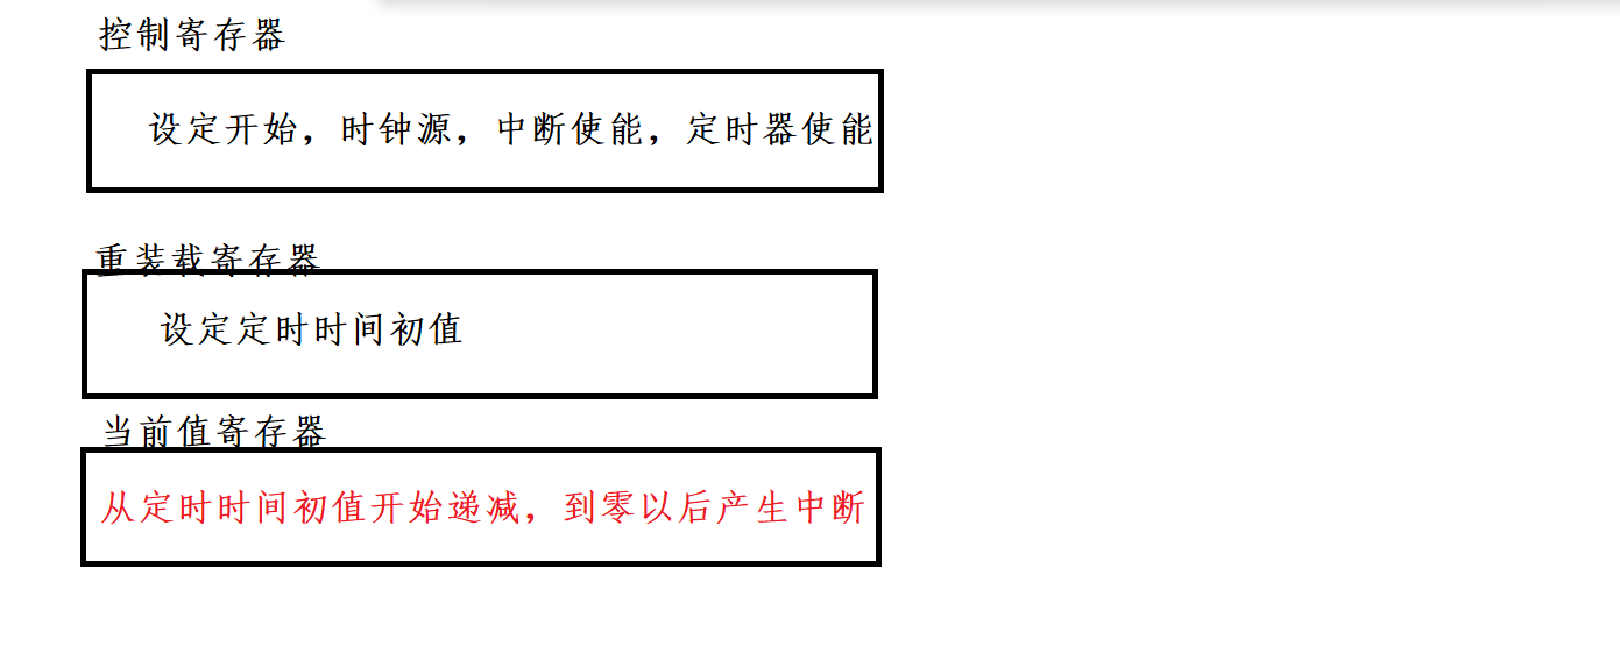 控制寄存器
设定开始，时钟源，中断使能，定时器使能
重装载寄存器
设定定时时间初值
当前值寄存器
从定时时间初值开始递减，到零以后产生中断